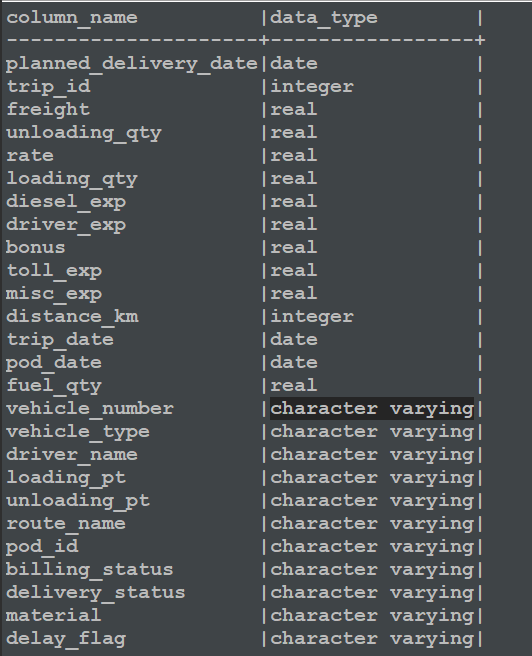 column_name          |data_type        |
---------------------+-----------------+
planned_delivery_date|date             |
trip_id              |integer          |
freight              |real             |
unloading_qty        |real             |
rate                 |real             |
loading_qty          |real             |
diesel_exp           |real             |
driver_exp           |real             |
bonus                |real             |
toll_exp             |real             |
misc_exp             |real             |
distance_km          |integer          |
trip_date            |date             |
pod_date             |date             |
fuel_qty             |real             |
vehicle_number       |character varying|
vehicle_type         |character varying|
driver_name          |character varying|
loading_pt           |character varying|
unloading_pt         |character varying|
route_name           |character varying|
pod_id               |character varying|
billing_status       |character varying|
delivery_status      |character varying|
material             |character varying|
delay_flag           |character varying|